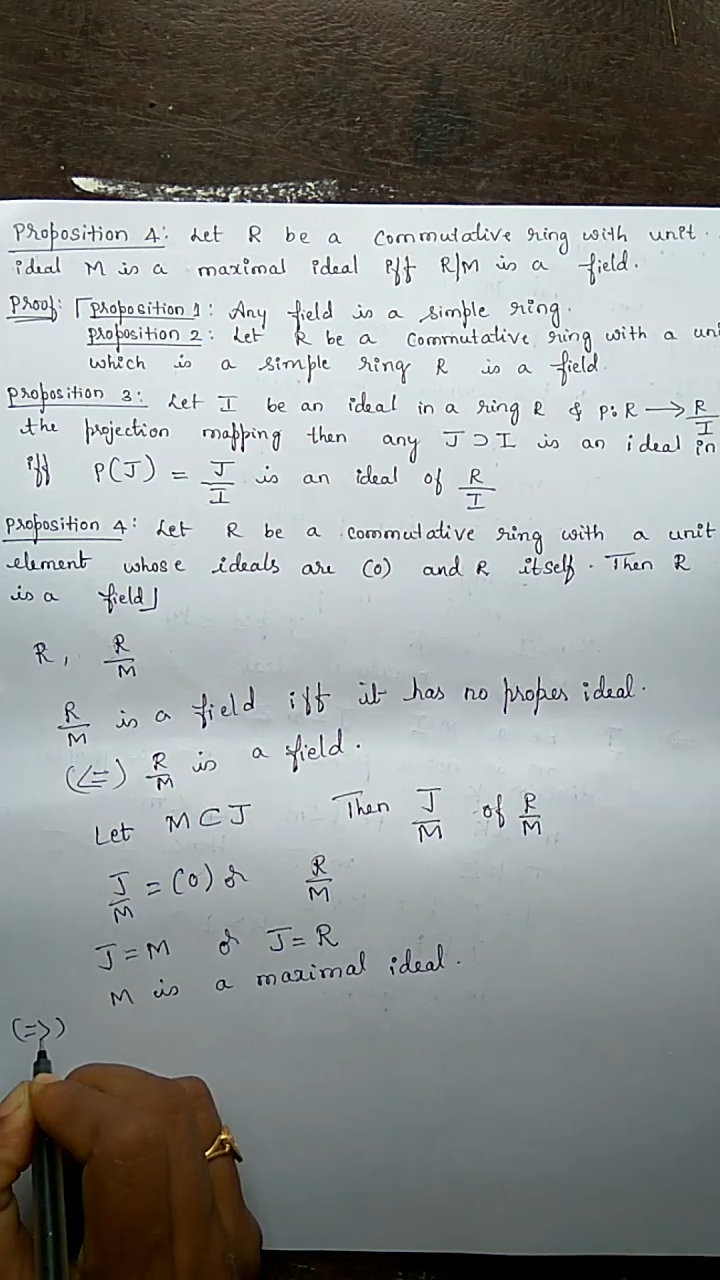 Proposition 4: Let R be a commutative ring with unit.
ideal M is a maximal ideal iff R/M is a field.
Proof: ⌈Proposition 1: Any field is a simple ring.
Proposition 2: Let R be a commutative ring with a uni
which is a simple ring R is a field.
Proposition 3: Let I be an ideal in a ring R & P: R → R/I
the projection mapping then any J ⊃ I is an ideal in
iff P(J) = J/I is an ideal of R/I
Proposition 4: Let R be a commutative ring with a unit
element whose ideals are (0) and R itself. Then R
is a field⌋
R, R/M
R/M is a field iff it has no proper ideal.
(<=) R/M is a field.
Let M ⊂ J Then J/M of R/M
J/M = (0) or R/M
J = M or J = R
M is a maximal ideal.
(=>)